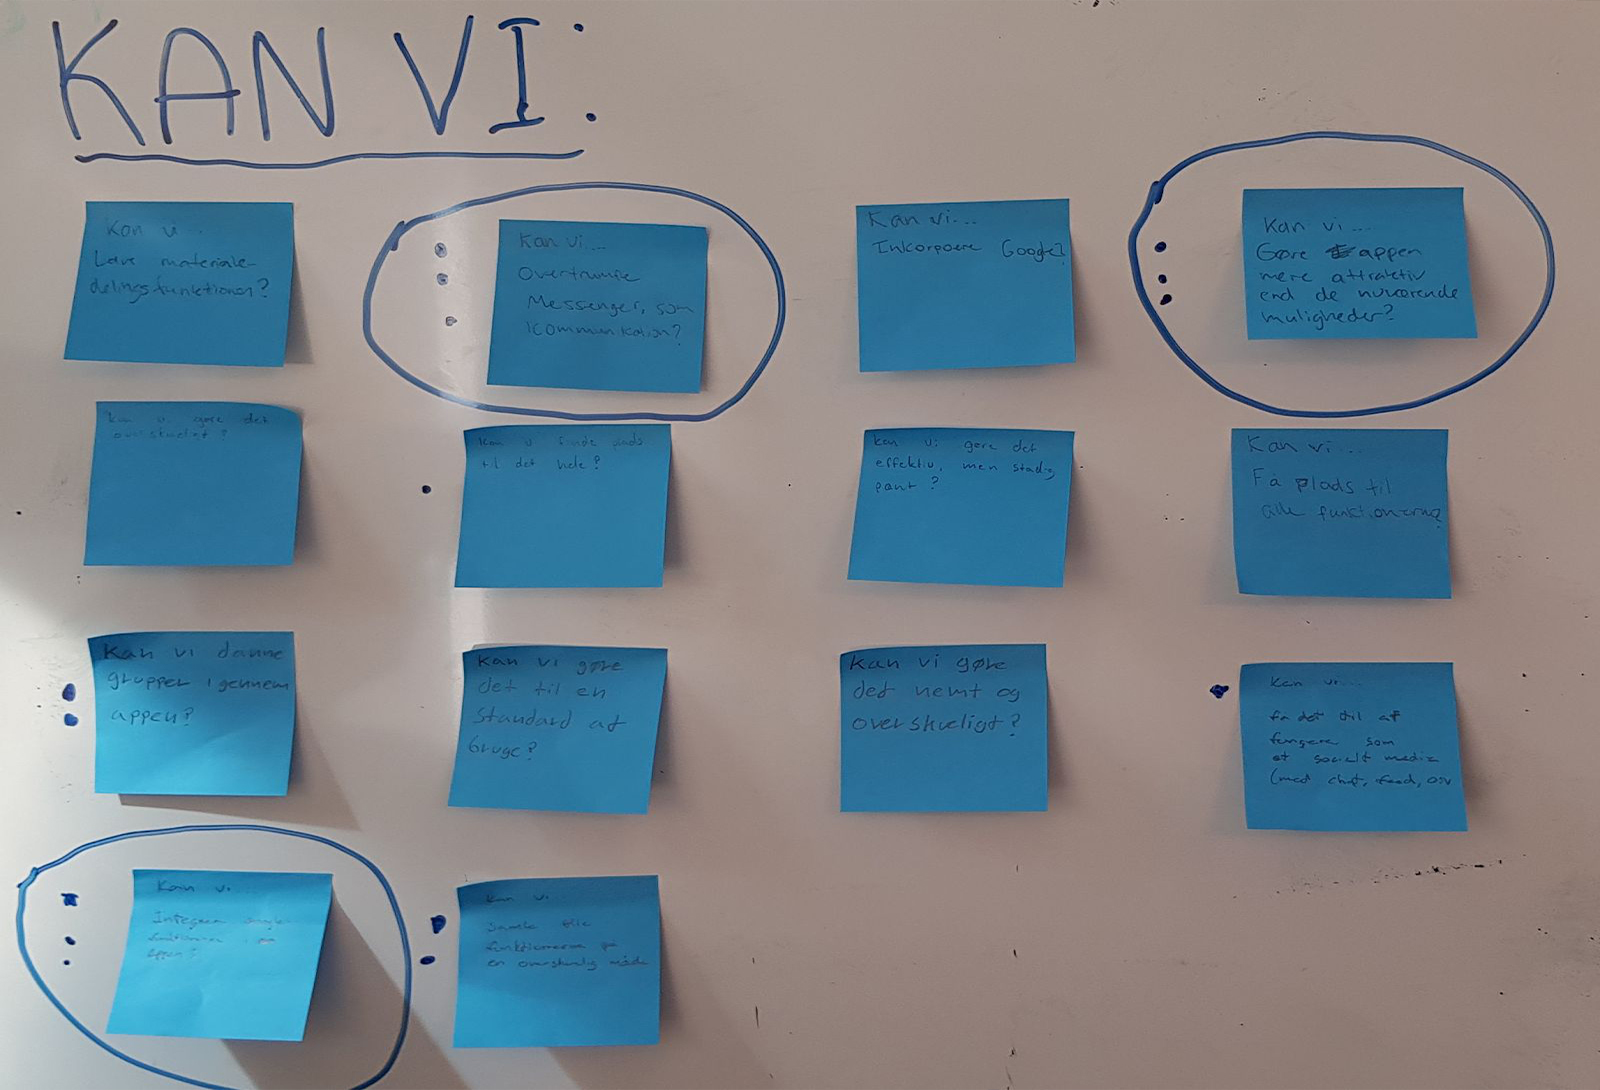 KAN VI:
Kan vi
Lave materiale-
delingsfunktionen?
Kan vi...
Overtrumfe
Messenger, som
kommunikation?
Kan vi...
Inkorpoere Google?
Kan vi...
Gøre appen
mere attraktiv
end de nuværende
muligheder?
kan vi gøre det
overskueligt?
kan vi finde plads
til det hele?
kan vi gøre det
effektiv, men stadig
pænt?
Kan vi...
Få plads til
alle funktionerne?
Kan vi danne
grupper igennem
appen?
Kan vi gøre
det til en
standard at
bruge?
Kan vi gøre
det nemt og
overskueligt?
Kan vi...
få det til at
fungere som
et socialt media
(med chat, feed, osv
Kan vi...
Integrere
funktionerne i en
appen?
Kan vi
samle alle
funktionerne på
en overskuelig måde